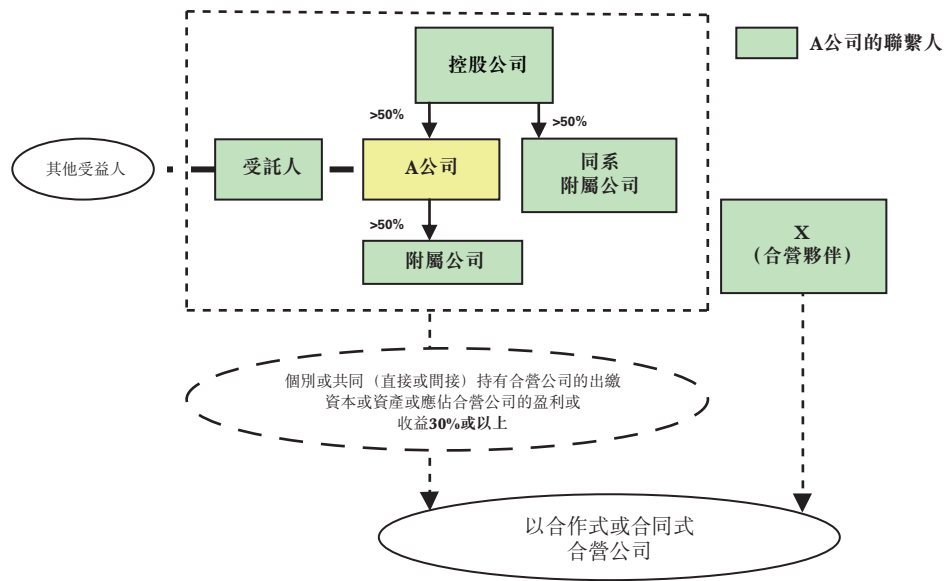 A公司的聯繫人
控股公司
>50%
>50%
其他受益人
受託人
A公司
同系
附屬公司
>50%
附屬公司
X
(合營夥伴)
個別或共同（直接或間接）持有合營公司的出繳
資本或資產或應佔合營公司的盈利或
收益30%或以上
以合作式或合同式
合營公司